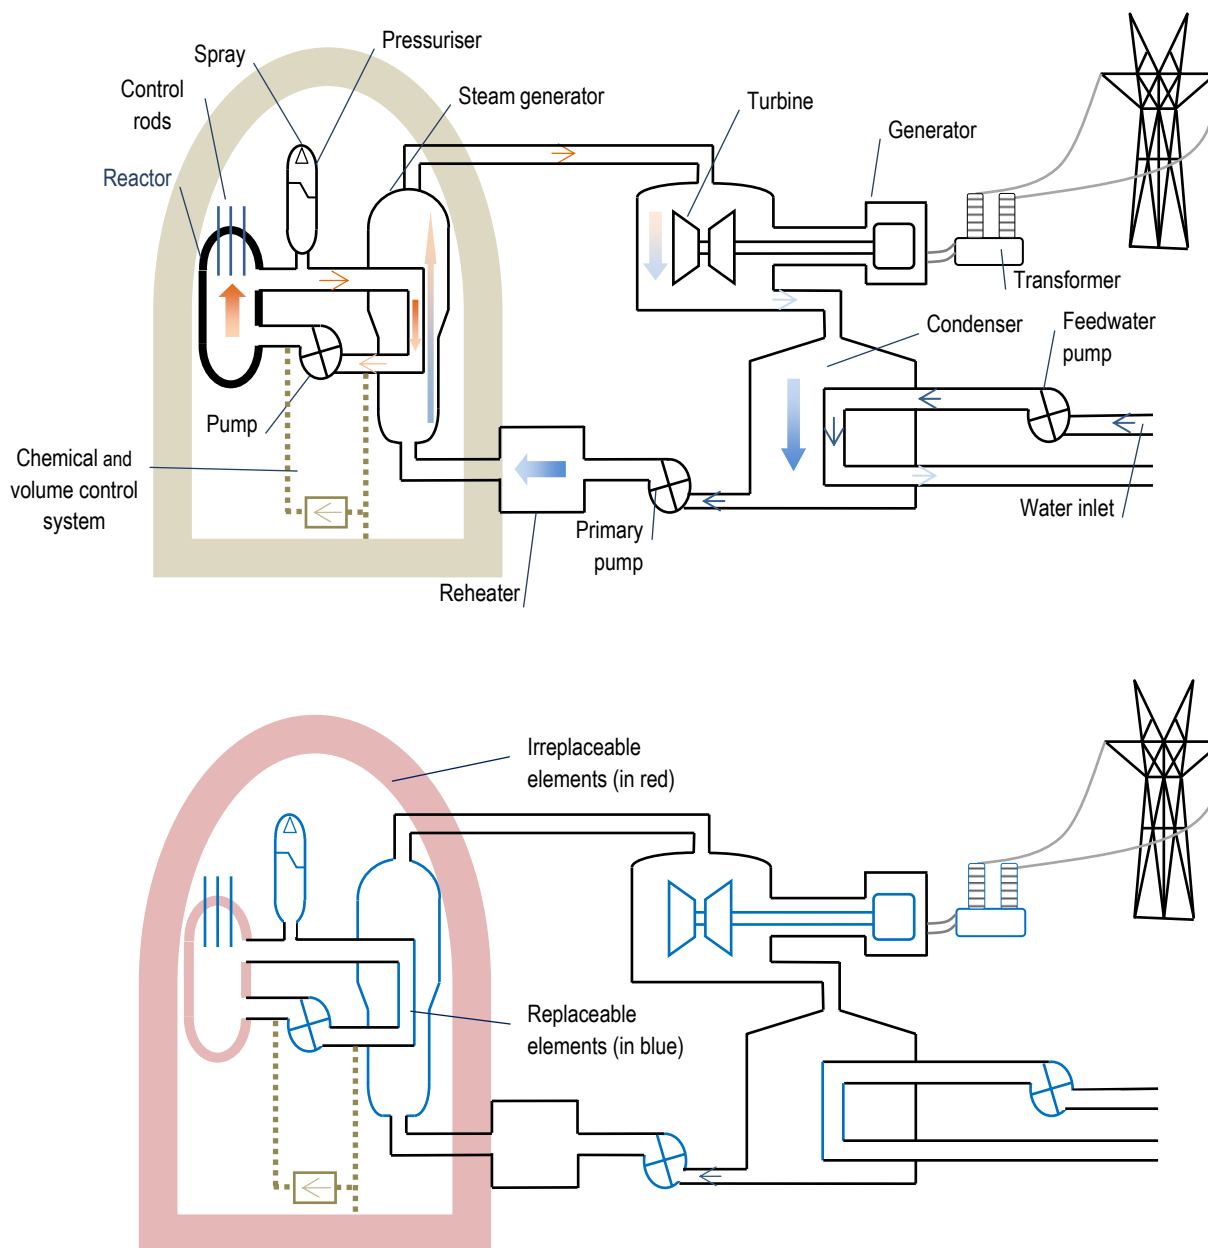 Pressuriser
Spray
Control
rods
Steam generator
Turbine
Generator
Reactor
Transformer
Condenser
Feedwater
pump
Pump
Chemical and
volume control
system
Water inlet
Primary
pump
Reheater
Irreplaceable
elements (in red)
Replaceable
elements (in blue)